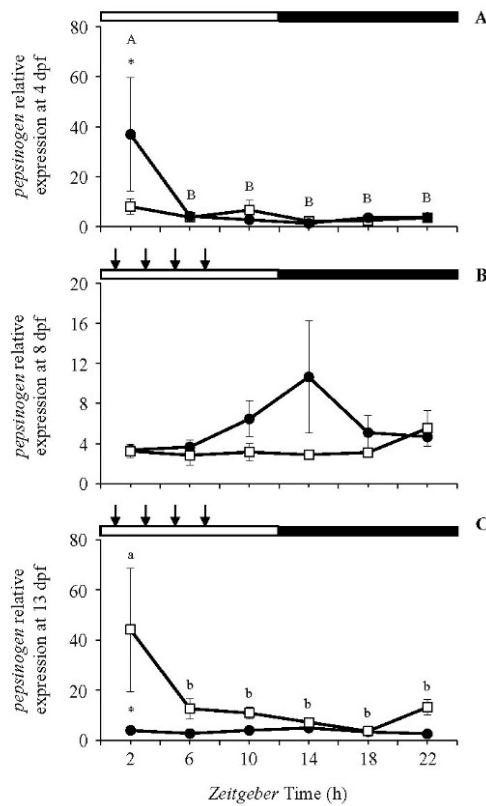 A
80
A
*
60
40
20
0
B B B B B
pepsinogen relative
expression at 4 dpf
B
20
16
12
8
4
0
pepsinogen relative
expression at 8 dpf
C
80
a
60
40
20
0
b b b b b
*
pepsinogen relative
expression at 13 dpf
2 6 10 14 18 22
Zeitgeber Time (h)